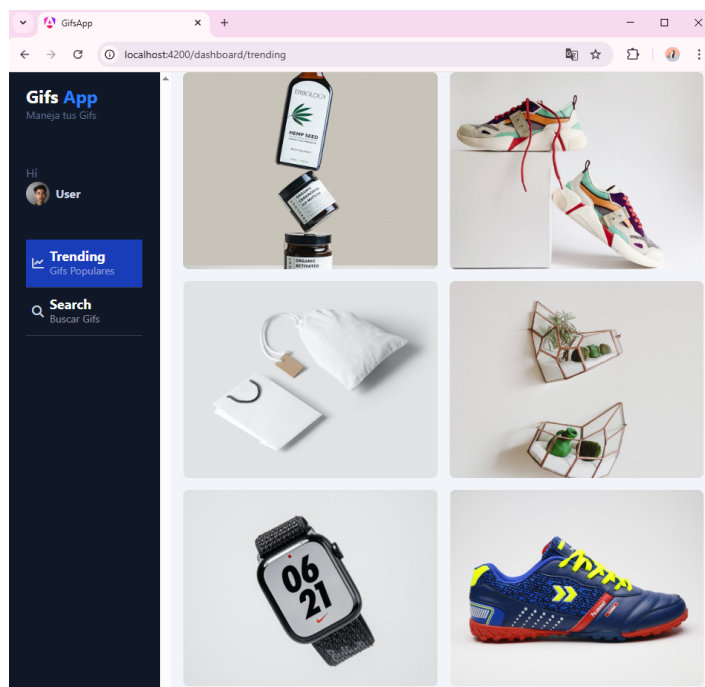 GifsApp
localhost:4200/dashboard/trending
Gifs App
Maneja tus Gifs
Hi
User
Trending
Gifs Populares
Search
Buscar Gifs
ERBOLOGY
HEMP SEED
ORGANIC
ACTIVATED
06
21